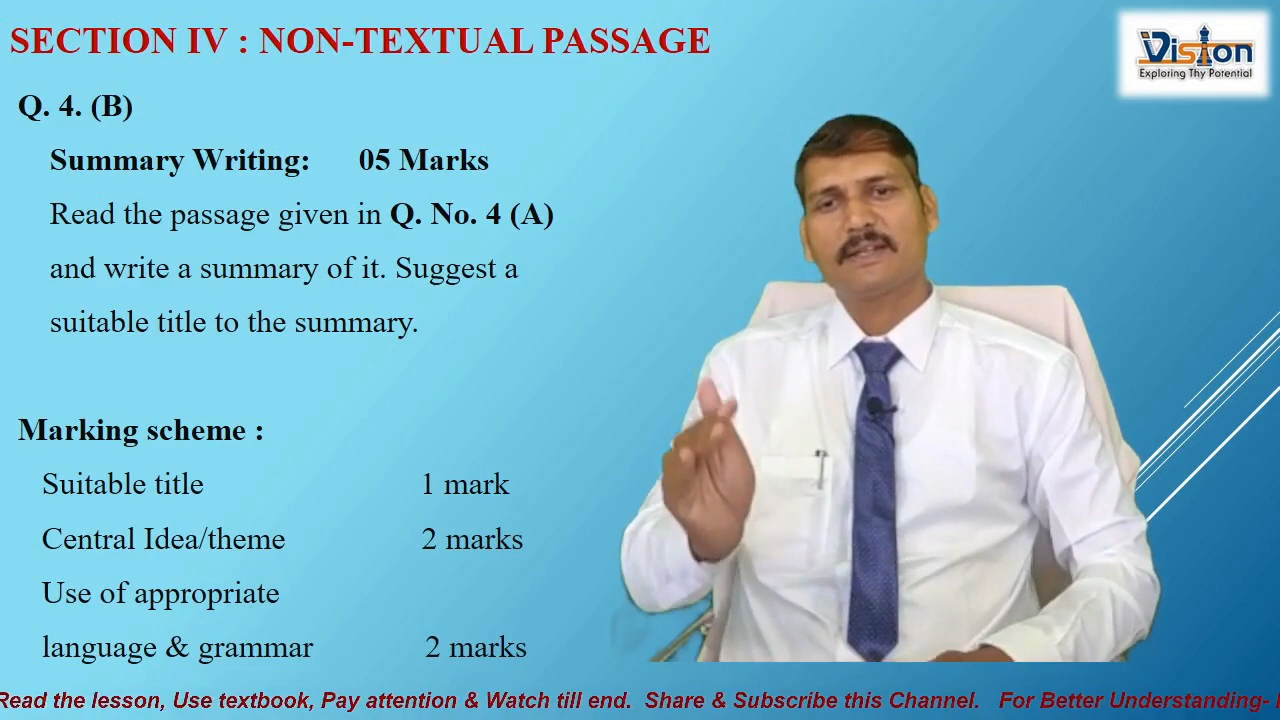 SECTION IV : NON-TEXTUAL PASSAGE
Vision
Exploring Thy Potential
Q. 4. (B)
Summary Writing: 05 Marks
Read the passage given in Q. No. 4 (A)
and write a summary of it. Suggest a
suitable title to the summary.
Marking scheme :
Suitable title 1 mark
Central Idea/theme 2 marks
Use of appropriate
language & grammar 2 marks
Read the lesson, Use textbook, Pay attention & Watch till end. Share & Subscribe this Channel. For Better Understanding-